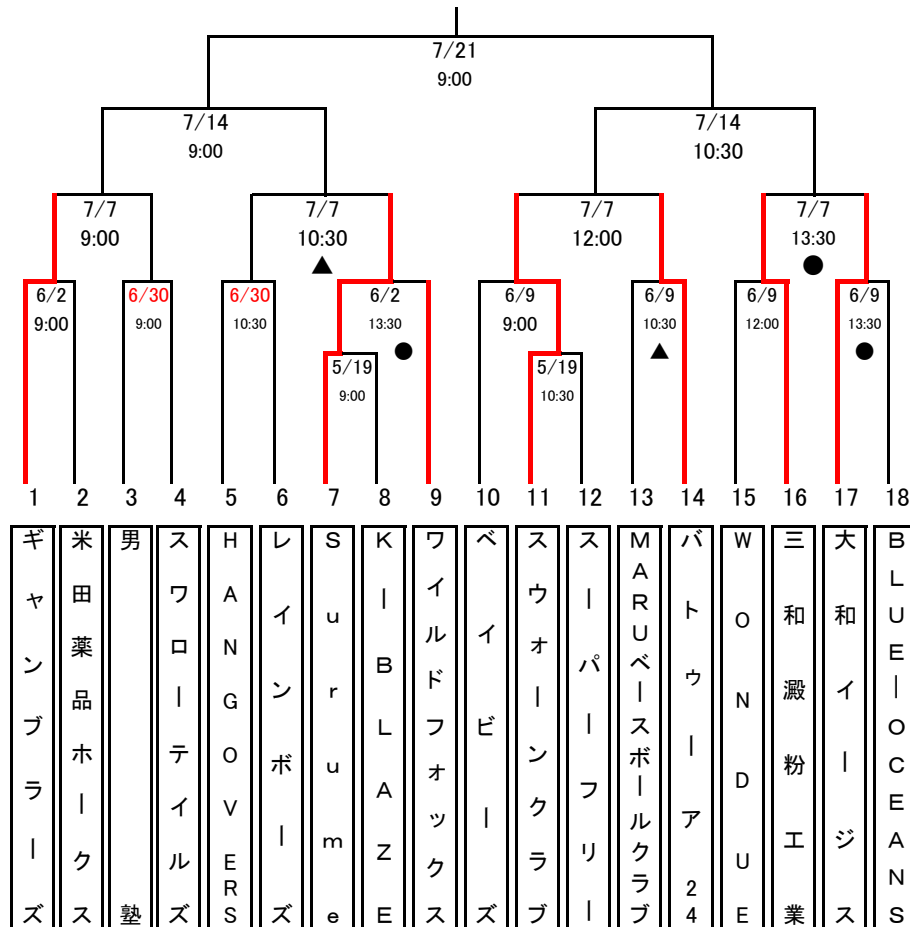 7/21
9:00
7/14
9:00
7/14
10:30
7/7
9:00
7/7
10:30
▲
7/7
12:00
7/7
13:30
●
6/2
9:00
6/30
9:00
6/30
10:30
6/2
13:30
●
6/9
9:00
6/9
10:30
▲
6/9
12:00
6/9
13:30
●
5/19
9:00
5/19
10:30
1 2 3 4 5 6 7 8 9 10 11 12 13 14 15 16 17 18
ギャンブラーズ
米田薬品ホークス
男塾
スワローテイルズ
HANGOVERS
レインボーズ
Surume
K―BLAZE
ワイルドフォックス
ベイビーズ
スウォーンクラブ
スーパーフリー
MARUベースボールクラブ
バトゥーア24
WONDUE
三和澱粉工業
大和イージス
BLUE―OCEANS